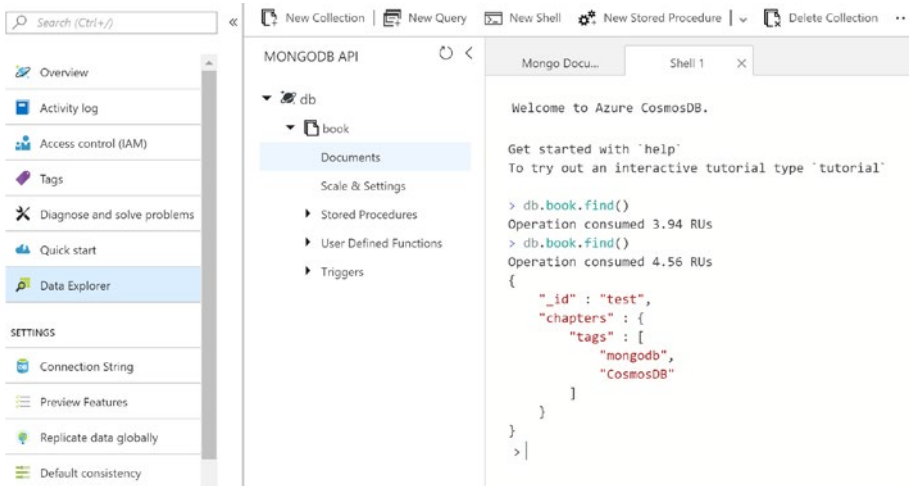 Search (Ctrl+/)
«
Overview
Activity log
Access control (IAM)
Tags
Diagnose and solve problems
Quick start
Data Explorer
SETTINGS
Connection String
Preview Features
Replicate data globally
Default consistency
New Collection
New Query
New Shell
New Stored Procedure
Delete Collection
MONGODB API
db
book
Documents
Scale & Settings
Stored Procedures
User Defined Functions
Triggers
Mongo Docu...
Shell 1
Welcome to Azure CosmosDB.
Get started with `help`
To try out an interactive tutorial type `tutorial`
> db.book.find()
Operation consumed 3.94 RUs
> db.book.find()
Operation consumed 4.56 RUs
{
"_id" : "test",
"chapters" : {
"tags" : [
"mongodb",
"CosmosDB"
]
}
}
>